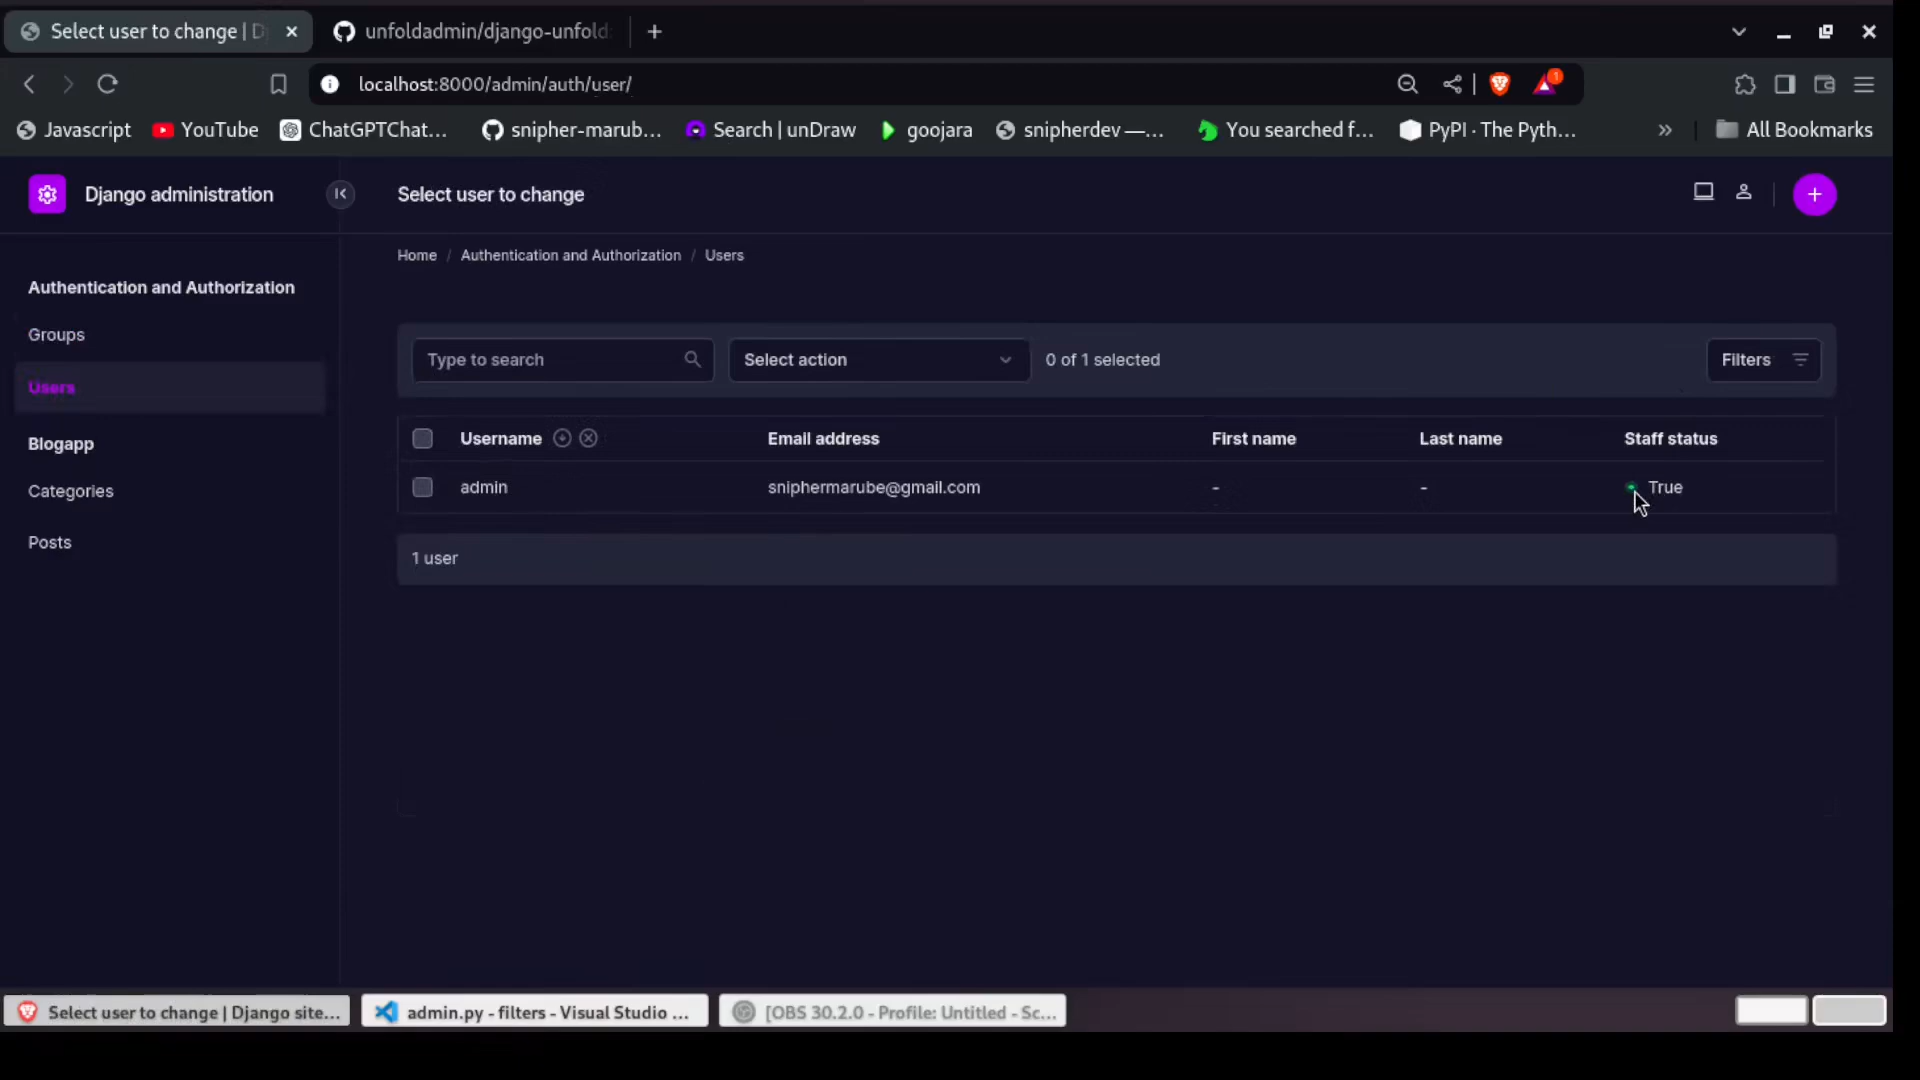 Select user to change | D
unfoldadmin/django-unfold
localhost:8000/admin/auth/user/
1
Javascript
YouTube
ChatGPTChat...
snipher-marub...
Search | unDraw
goojara
snipherdev —...
You searched f...
PyPI · The Pyth...
All Bookmarks
Django administration
Select user to change
Home / Authentication and Authorization / Users
Authentication and Authorization
Groups
Users
Blogapp
Categories
Posts
Type to search
Select action
0 of 1 selected
Filters
Username Email address First name Last name Staff status
admin sniphermarube@gmail.com - - True
1 user
Select user to change | Django site...
admin.py - filters - Visual Studio ...
[OBS 30.2.0 - Profile: Untitled - Sc...